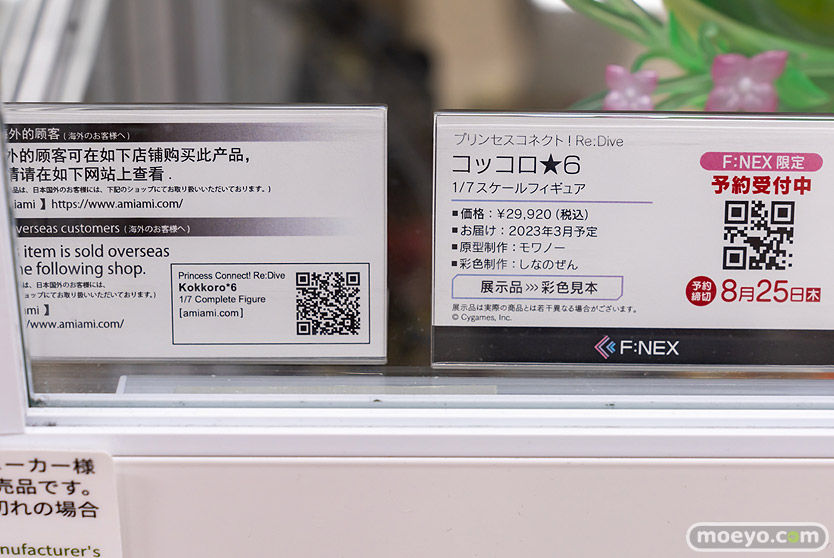 外的顾客(海外のお客様へ)
外的顾客可在如下店铺购买此产品，
请在如下网站上查看.
品は、日本国外のお客様には、下記のショップにてお取り扱いいただいております。)
iami 】https://www.amiami.com/
verseas customers (海外のお客様へ)
item is sold overseas
he following shop.
は、日本国外のお客様には、
ョップにてお取り扱いいただいております。)
mi 】
/www.amiami.com/
Princess Connect! Re:Dive
Kokkoro*6
1/7 Complete Figure
[amiami.com]
プリンセスコネクト！Re:Dive
コッコロ★6
1/7スケールフィギュア
■価格：¥29,920(税込)
■お届け：2023年3月予定
■原型制作：モワノー
■彩色制作：しなのぜん
展示品>>>彩色見本
展示品は実際の商品とは若干異なる場合がございます。
© Cygames, Inc.
F:NEX 限定
予約受付中
予約締切 8月25日木
F:NEX
ーカー様
売品です。
切れの場合
nufacturer's
moeyo.com